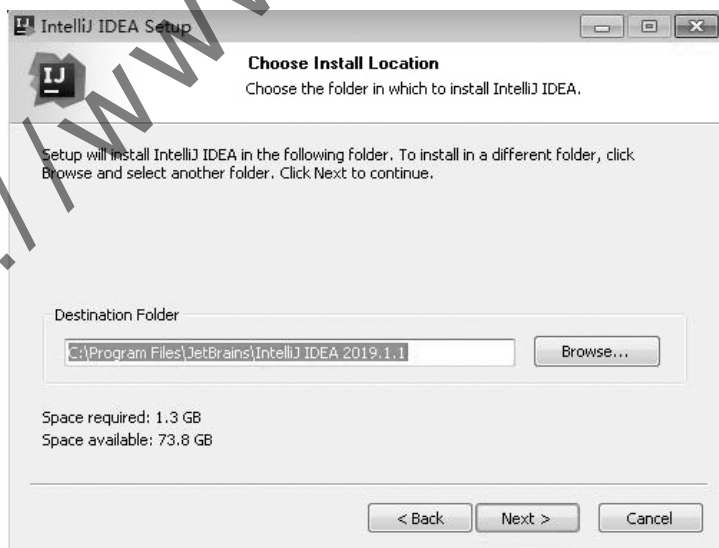 IntelliJ IDEA Setup
IJ
Choose Install Location
Choose the folder in which to install IntelliJ IDEA.
Setup will install IntelliJ IDEA in the following folder. To install in a different folder, click
Browse and select another folder. Click Next to continue.
Destination Folder
C:\Program Files\JetBrains\IntelliJ IDEA 2019.1.1
Browse...
Space required: 1.3 GB
Space available: 73.8 GB
< Back
Next >
Cancel
//www